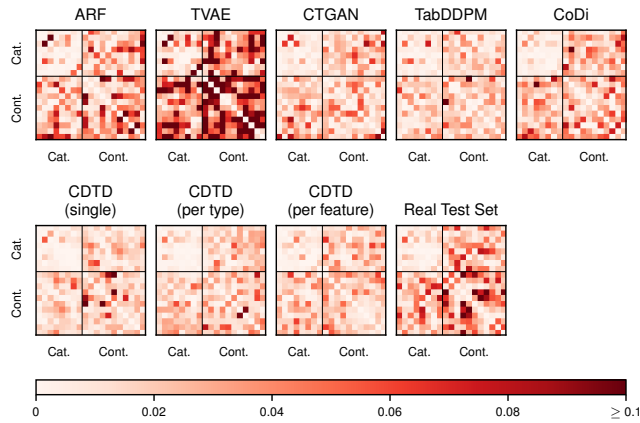 ARF TVAE CTGAN TabDDPM CoDi
Cat.
Cont.
Cat. Cont. Cat. Cont. Cat. Cont. Cat. Cont. Cat. Cont.
CDTD CDTD CDTD
(single) (per type) (per feature) Real Test Set
Cat.
Cont.
Cat. Cont. Cat. Cont. Cat. Cont. Cat. Cont.
0 0.02 0.04 0.06 0.08 ≥ 0.1